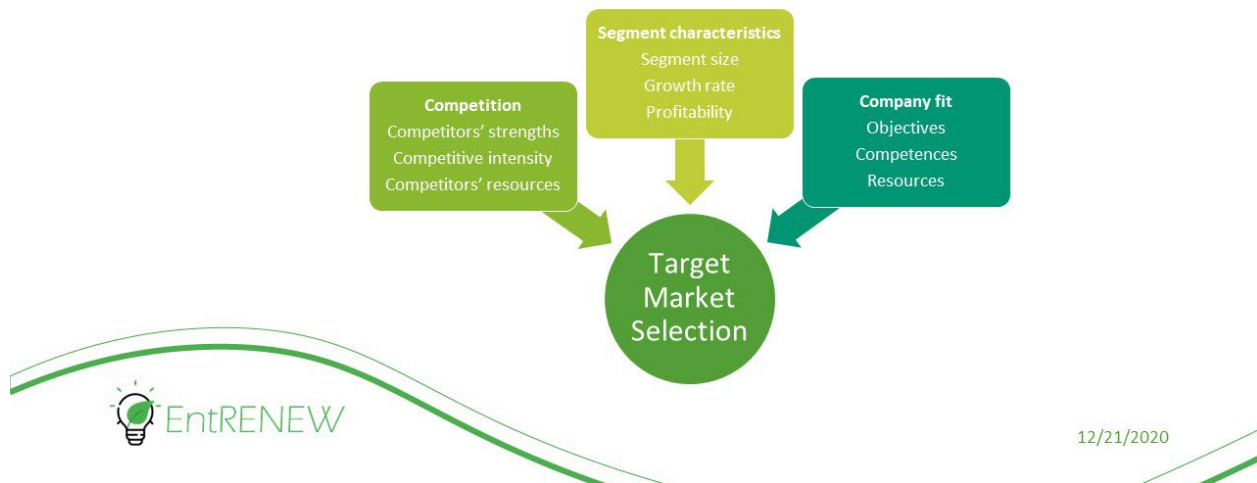 Segment characteristics
Segment size
Growth rate
Profitability
Competition
Competitors' strengths
Competitive intensity
Competitors' resources
Company fit
Objectives
Competences
Resources
Target
Market
Selection
EntRENEW
12/21/2020